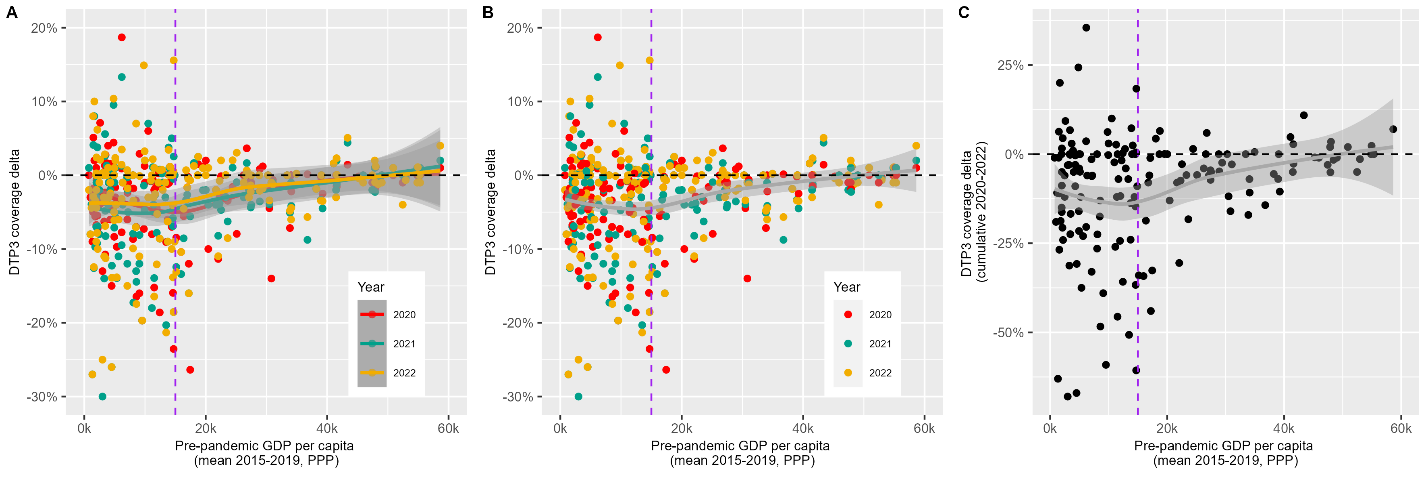 A
DTP3 coverage delta
20%
10%
0%
-10%
-20%
-30%
0k
20k
40k
60k
Pre-pandemic GDP per capita
(mean 2015-2019, PPP)
Year
2020
2021
2022
B
DTP3 coverage delta
20%
10%
0%
-10%
-20%
-30%
0k
20k
40k
60k
Pre-pandemic GDP per capita
(mean 2015-2019, PPP)
Year
2020
2021
2022
C
DTP3 coverage delta
(cumulative 2020-2022)
25%
0%
-25%
-50%
0k
20k
40k
60k
Pre-pandemic GDP per capita
(mean 2015-2019, PPP)